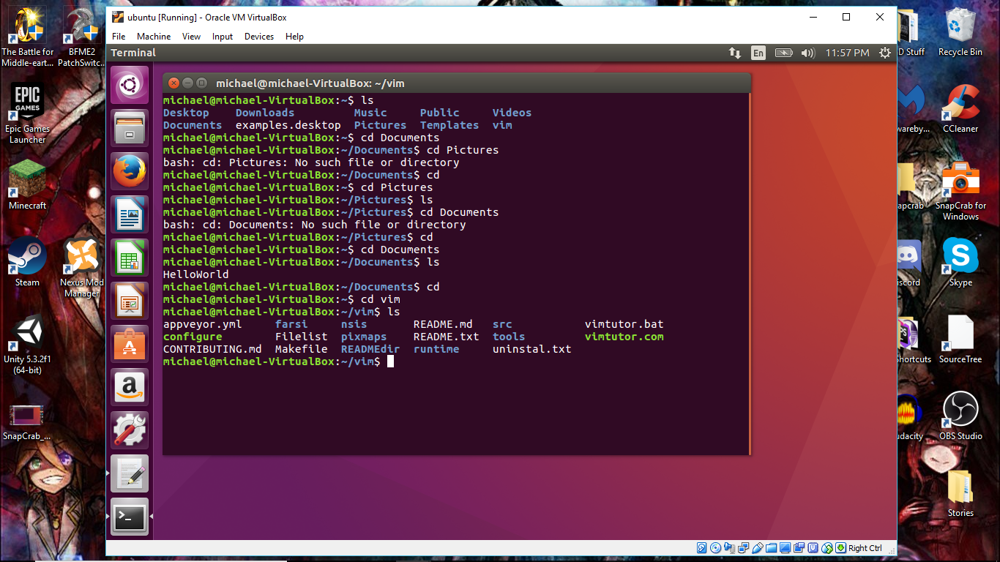 ubuntu [Running] - Oracle VM VirtualBox
File Machine View Input Devices Help
Terminal
En
11:57 PM
michael@michael-VirtualBox: ~/vim
michael@michael-VirtualBox:~$ ls
Desktop Downloads Music Public Videos
Documents examples.desktop Pictures Templates vim
michael@michael-VirtualBox:~$ cd Documents
michael@michael-VirtualBox:~/Documents$ cd Pictures
bash: cd: Pictures: No such file or directory
michael@michael-VirtualBox:~/Documents$ cd
michael@michael-VirtualBox:~$ cd Pictures
michael@michael-VirtualBox:~/Pictures$ ls
michael@michael-VirtualBox:~/Pictures$ cd Documents
bash: cd: Documents: No such file or directory
michael@michael-VirtualBox:~/Pictures$ cd
michael@michael-VirtualBox:~$ cd Documents
michael@michael-VirtualBox:~/Documents$ ls
HelloWorld
michael@michael-VirtualBox:~/Documents$ cd
michael@michael-VirtualBox:~$ cd vim
michael@michael-VirtualBox:~/vim$ ls
appveyor.yml farsi nsis README.md src vimtutor.bat
configure Filelist pixmaps README.txt tools vimtutor.com
CONTRIBUTING.md Makefile READMEdir runtime uninstal.txt
michael@michael-VirtualBox:~/vim$
Right Ctrl
The Battle for
Middle-eart...
BFME2
PatchSwitc...
EPIC
GAMES
Epic Games
Launcher
Minecraft
Steam
Nexus Mod
Manager
Unity 5.3.2f1
(64-bit)
SnapCrab_...
D Stuff
Recycle Bin
wareby...
CCleaner
apcrab
SnapCrab for
Windows
iscord
Skype
hortcuts
SourceTree
udacity
OBS Studio
Stories